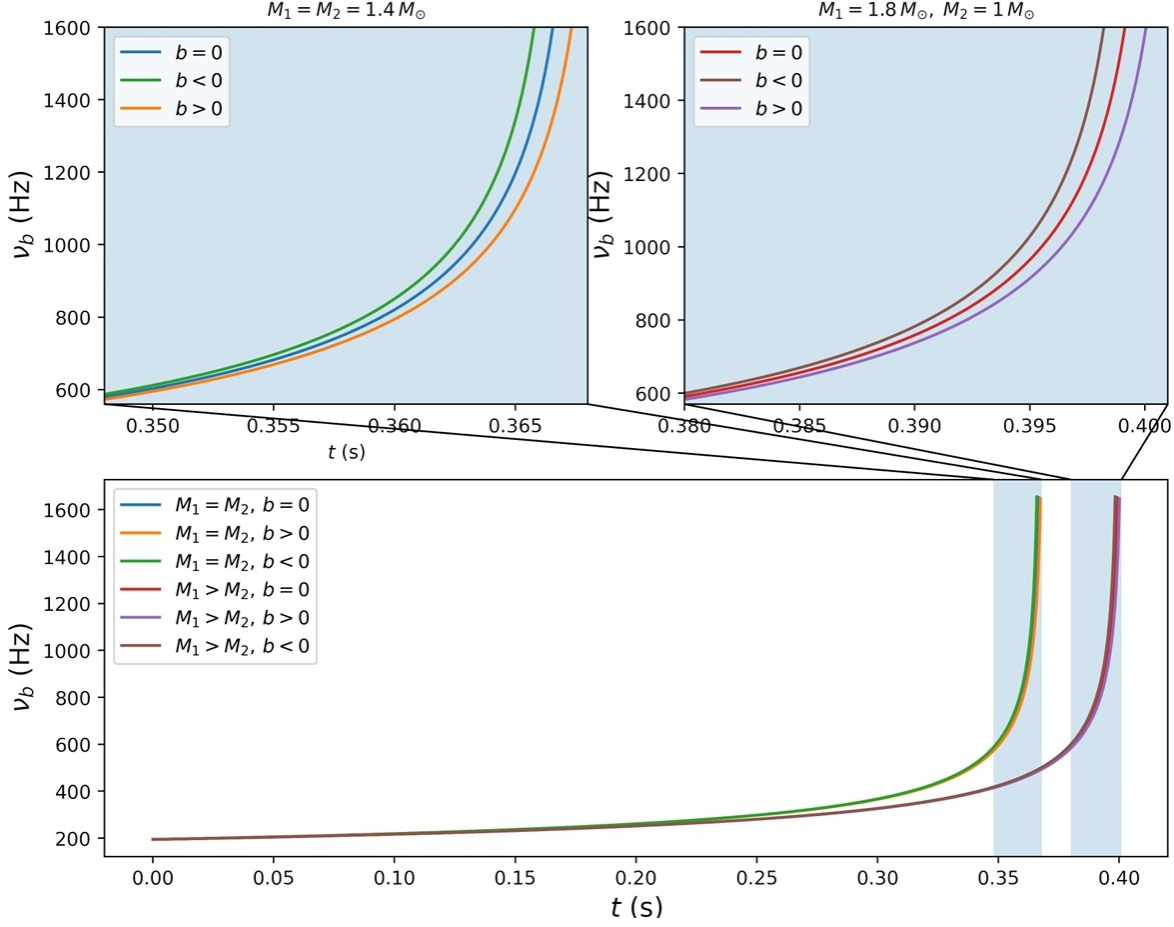 M₁ = M₂ = 1.4 M⊙
1600
1400
1200
1000
800
600
ν_b (Hz)
b = 0
b < 0
b > 0
0.350 0.355 0.360 0.365
t (s)
M₁ = 1.8 M⊙, M₂ = 1 M⊙
1600
1400
1200
1000
800
600
ν_b (Hz)
b = 0
b < 0
b > 0
0.380 0.385 0.390 0.395 0.400
1600
1400
1200
1000
800
600
400
200
ν_b (Hz)
M₁ = M₂, b = 0
M₁ = M₂, b > 0
M₁ = M₂, b < 0
M₁ > M₂, b = 0
M₁ > M₂, b > 0
M₁ > M₂, b < 0
0.00 0.05 0.10 0.15 0.20 0.25 0.30 0.35 0.40
t (s)